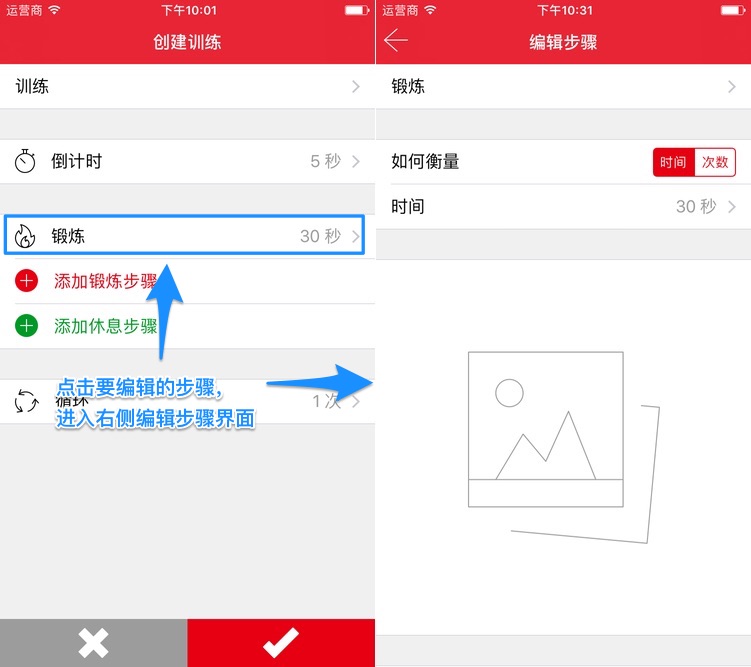 运营商
下午10:01
创建训练
训练
倒计时
5 秒
锻炼
30 秒
添加锻炼步骤
添加休息步骤
循环
1 次
点击要编辑的步骤,
进入右侧编辑步骤界面
运营商
下午10:31
编辑步骤
锻炼
如何衡量
时间
次数
时间
30 秒